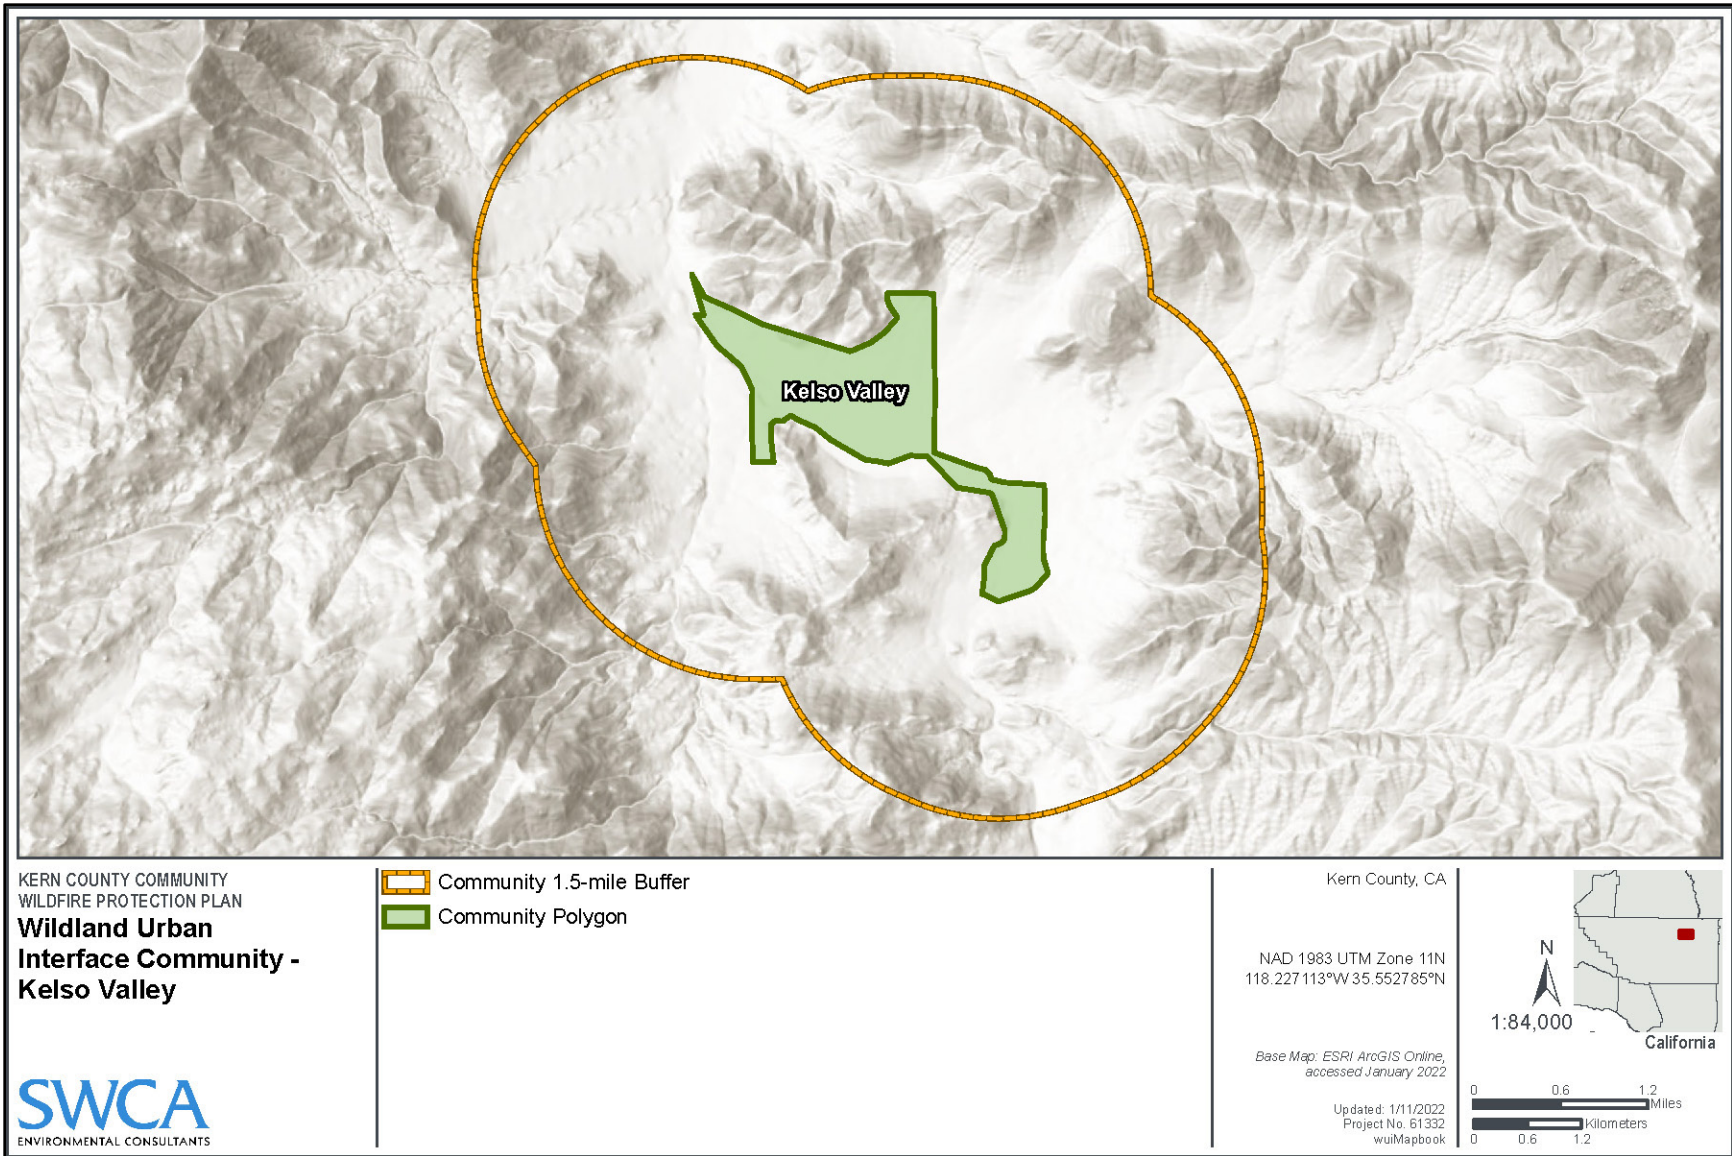 Kelso Valley
KERN COUNTY COMMUNITY
WILDFIRE PROTECTION PLAN
Wildland Urban
Interface Community -
Kelso Valley
SWCA
ENVIRONMENTAL CONSULTANTS
Community 1.5-mile Buffer
Community Polygon
Kern County, CA
NAD 1983 UTM Zone 11N
118.227113°W 35.552785°N
Base Map: ESRI ArcGIS Online,
accessed January 2022
Updated: 1/11/2022
Project No. 61332
wuiMapbook
N
1:84,000
California
0 0.6 1.2
Miles
Kilometers
0 0.6 1.2